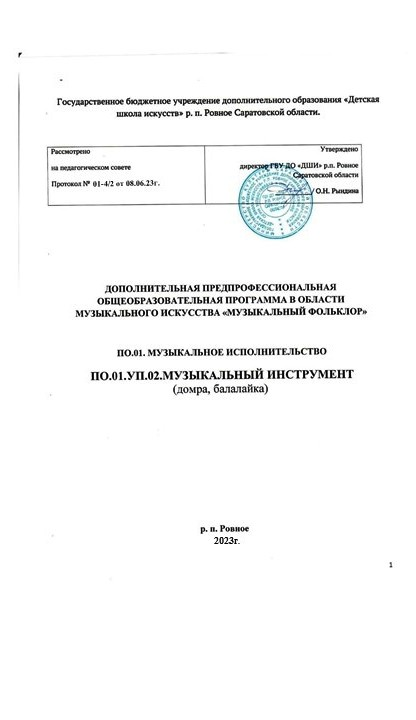 Государственное бюджетное учреждение дополнительного образования «Детская
школа искусств» р. п. Ровное Саратовской области.
Рассмотрено
на педагогическом совете
Протокол № 01-4/2 от 08.06.23г.
Утверждено
директор ГБУ ДО «ДШИ» р.п. Ровное
Саратовской области
/ О.Н. Рындина
ДОПОЛНИТЕЛЬНАЯ ПРЕДПРОФЕССИОНАЛЬНАЯ
ОБЩЕОБРАЗОВАТЕЛЬНАЯ ПРОГРАММА В ОБЛАСТИ
МУЗЫКАЛЬНОГО ИСКУССТВА «МУЗЫКАЛЬНЫЙ ФОЛЬКЛОР»
ПО.01. МУЗЫКАЛЬНОЕ ИСПОЛНИТЕЛЬСТВО
ПО.01.УП.02.МУЗЫКАЛЬНЫЙ ИНСТРУМЕНТ
(домра, балалайка)
р. п. Ровное
2023г.
1